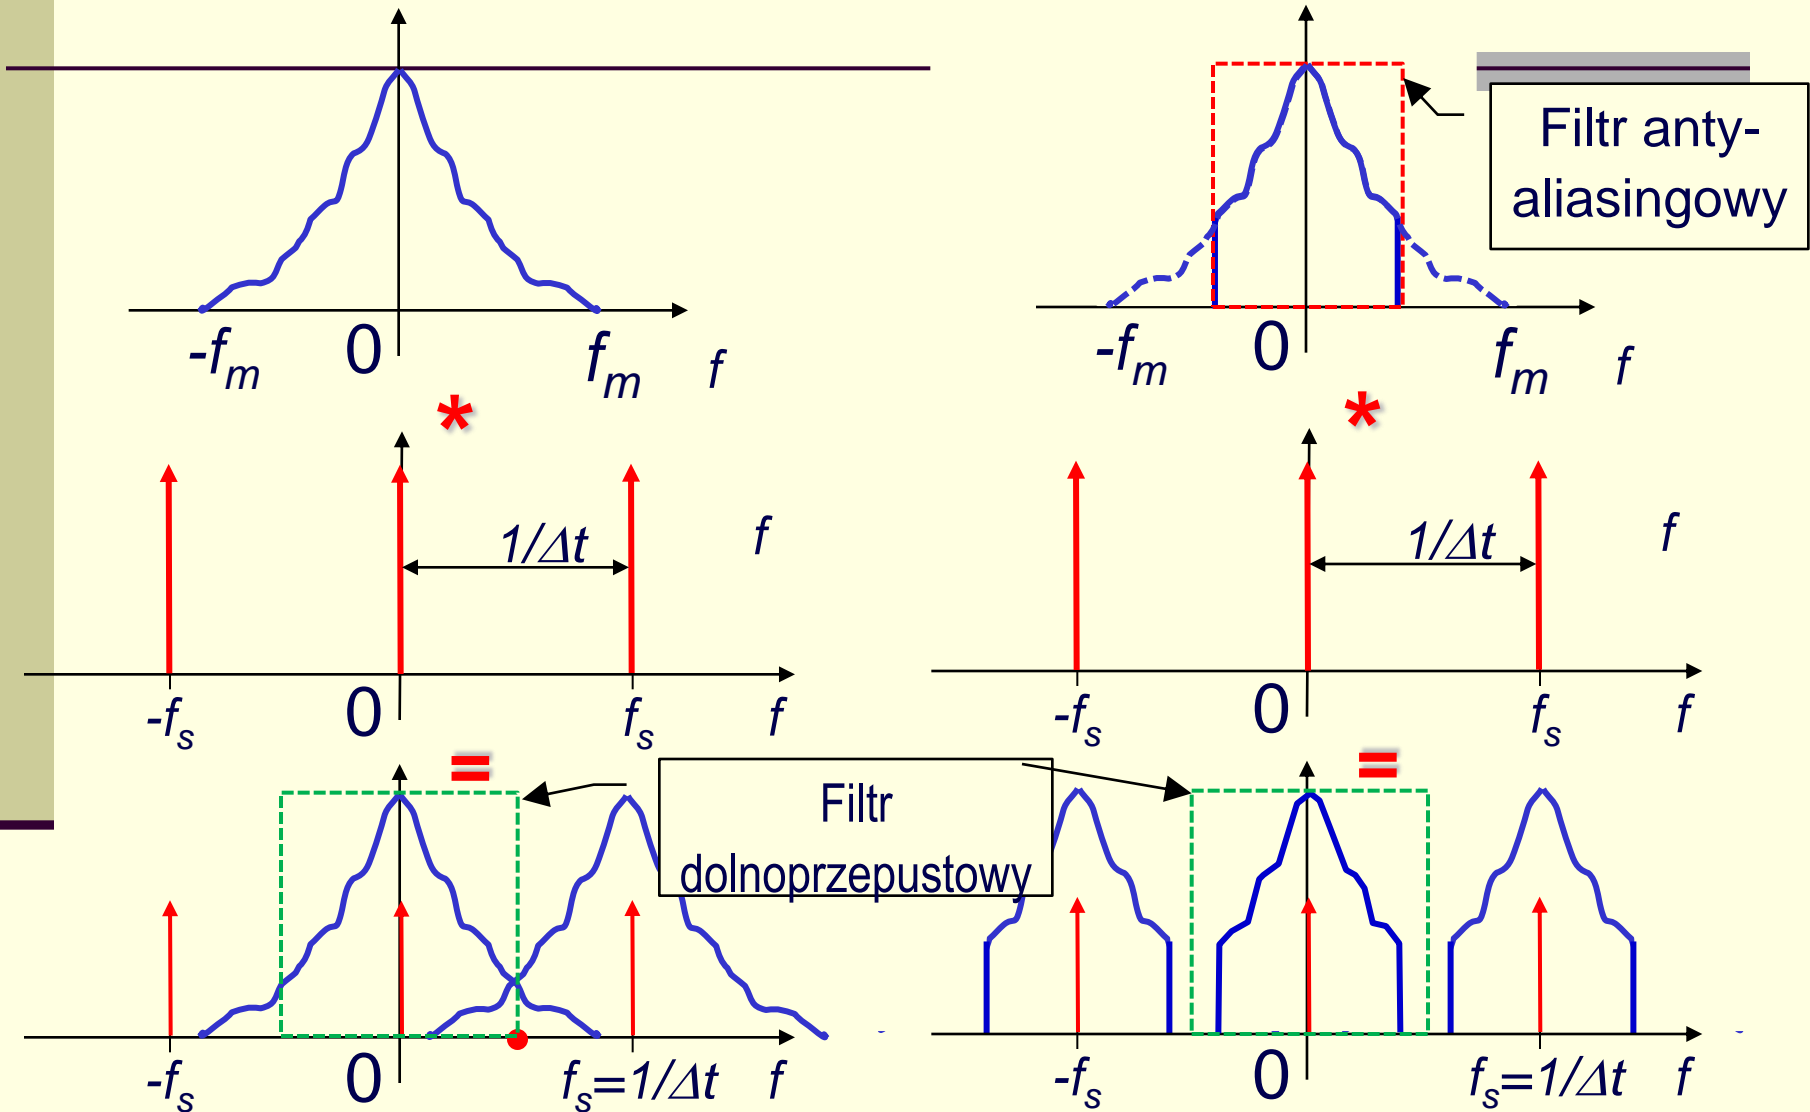 Filtr anty-
aliasingowy
-fm 0 fm f
-fm 0 fm f
*
*
1/Δt f
1/Δt f
-fs 0 fs f
-fs 0 fs f
=
=
Filtr
dolnoprzepustowy
-fs 0 fs=1/Δt f
-fs 0 fs=1/Δt f